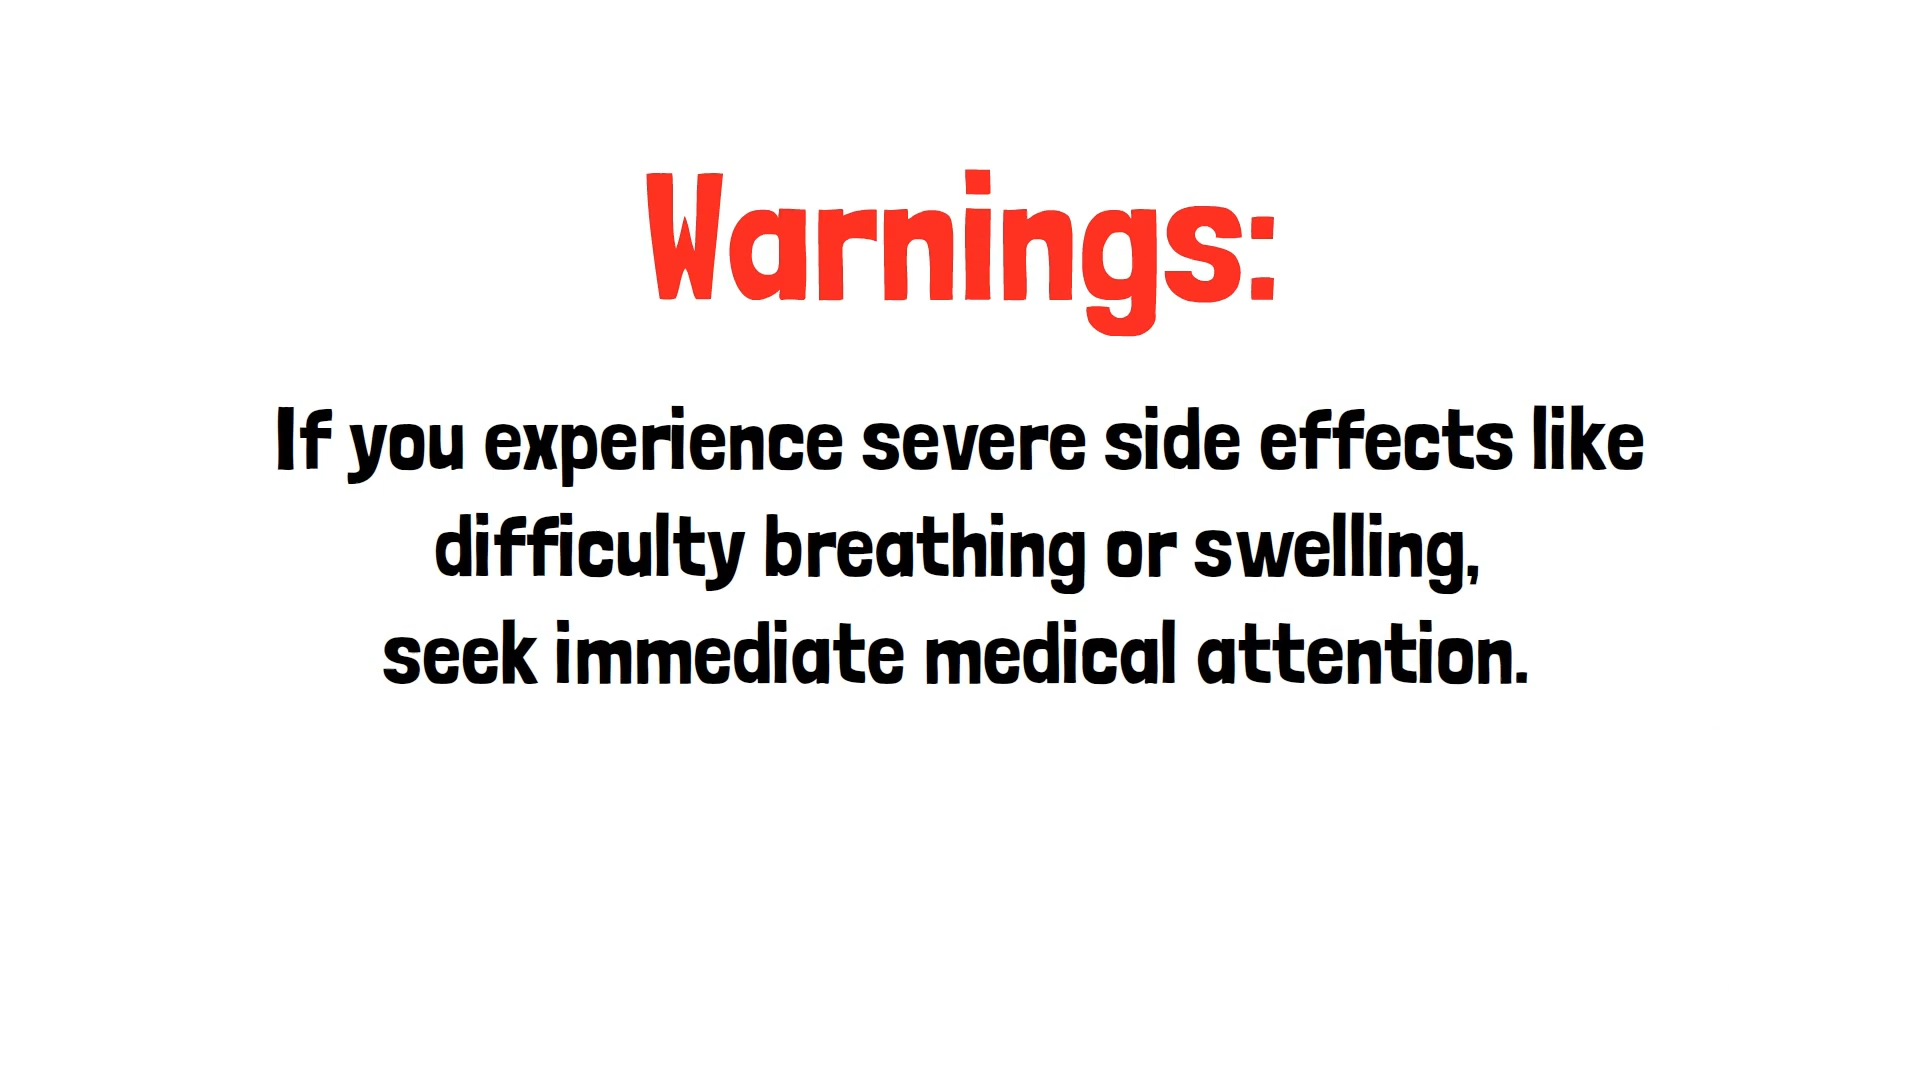 Warnings:
If you experience severe side effects like
difficulty breathing or swelling,
seek immediate medical attention.